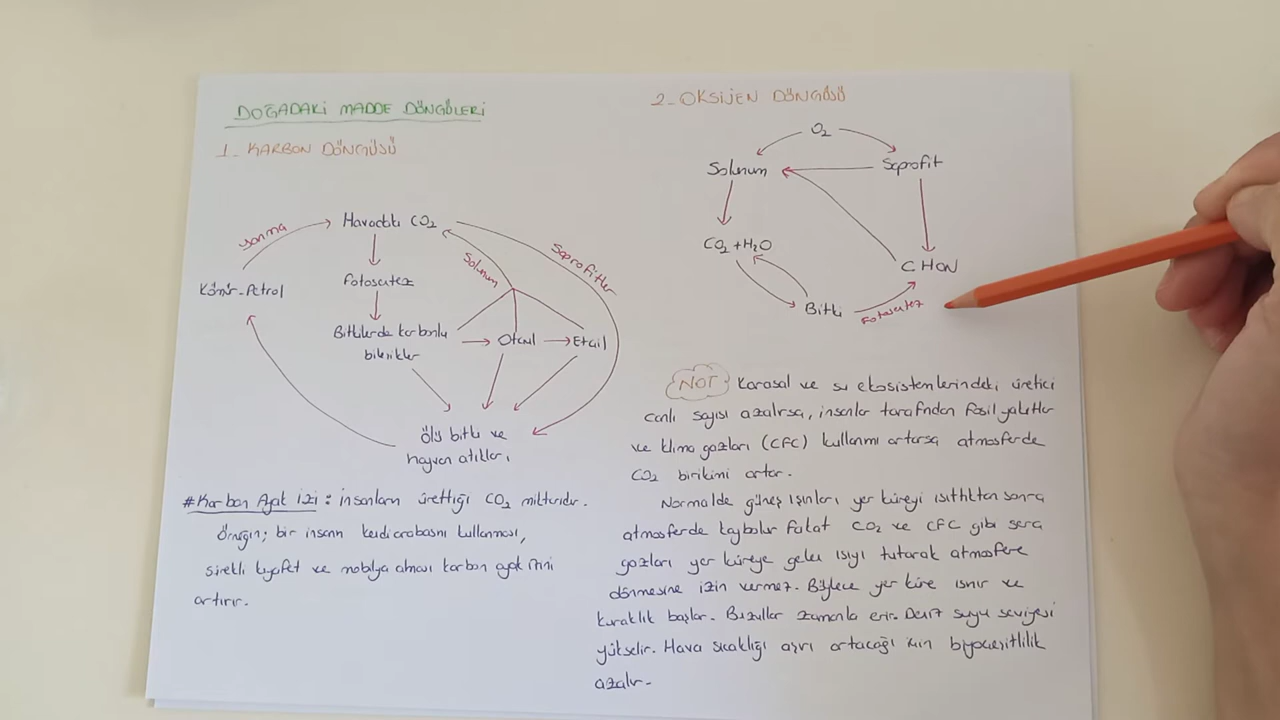 DOĞADAKİ MADDE DÖNGÜLERİ
1- KARBON DÖNGÜSÜ
Havadaki CO₂
yanma
Solunum
Saprofitler
Kömür-Petrol
Fotosentez
Bitkilerde karbonlu
bileşikler
Otçul
Etçil
Ölü bitki ve
hayvan atıkları
#Karbon Ayak izi: insanların ürettiği CO₂ miktarıdır.
Örneğin; bir insanın kendi arabasını kullanması,
sürekli kıyafet ve mobilya alması karbon ayak izini
artırır.
2- OKSİJEN DÖNGÜSÜ
O₂
Solunum
Saprofit
CO₂+H₂O
CHON
Bitki
Fotosentez
NOT Karasal ve su ekosistemlerindeki üretici
canlı sayısı azalırsa, insanlar tarafından fosil yakıtlar
ve klima gazları (CFC) kullanımı artarsa atmosferde
CO₂ birikimi artar.
Normalde güneş ışınları yer küreyi ısıttıktan sonra
atmosferde kaybolur fakat CO₂ ve CFC gibi sera
gazları yer küreye gelen ısıyı tutarak atmosfere
dönmesine izin vermez. Böylece yer küre ısınır ve
kuraklık başlar. Buzullar zamanla erir. Deniz suyu seviyesi
yükselir. Hava sıcaklığı aşırı artacağı için biyoçeşitlilik
azalır.